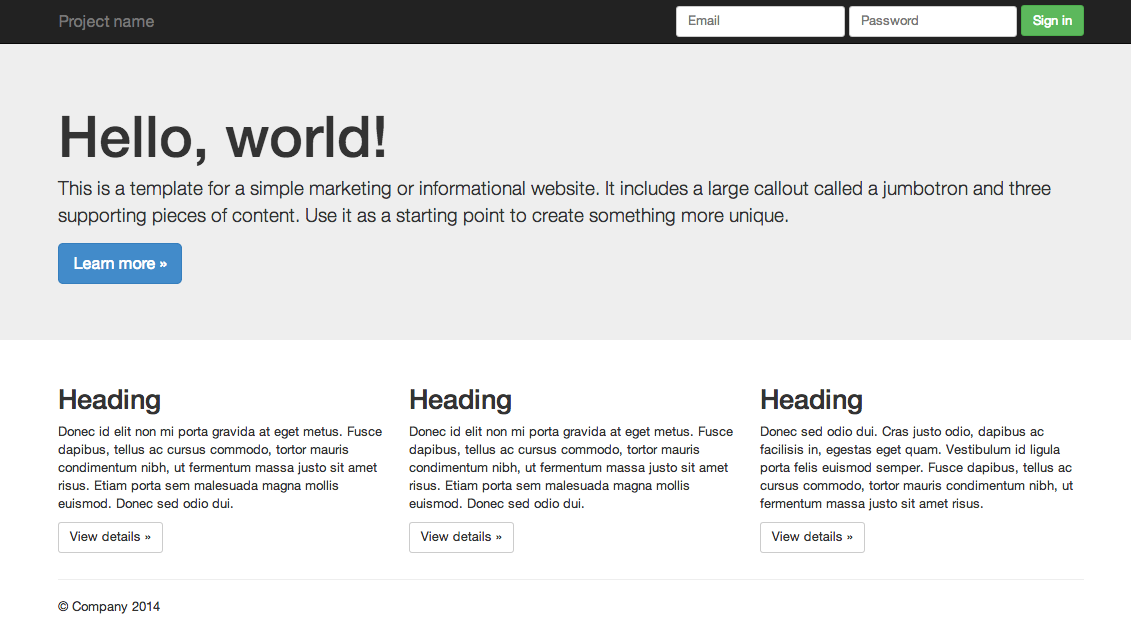 Project name
Email
Password
Sign in
Hello, world!
This is a template for a simple marketing or informational website. It includes a large callout called a jumbotron and three
supporting pieces of content. Use it as a starting point to create something more unique.
Learn more »
Heading
Donec id elit non mi porta gravida at eget metus. Fusce
dapibus, tellus ac cursus commodo, tortor mauris
condimentum nibh, ut fermentum massa justo sit amet
risus. Etiam porta sem malesuada magna mollis
euismod. Donec sed odio dui.
View details »
Heading
Donec id elit non mi porta gravida at eget metus. Fusce
dapibus, tellus ac cursus commodo, tortor mauris
condimentum nibh, ut fermentum massa justo sit amet
risus. Etiam porta sem malesuada magna mollis
euismod. Donec sed odio dui.
View details »
Heading
Donec sed odio dui. Cras justo odio, dapibus ac
facilisis in, egestas eget quam. Vestibulum id ligula
porta felis euismod semper. Fusce dapibus, tellus ac
cursus commodo, tortor mauris condimentum nibh, ut
fermentum massa justo sit amet risus.
View details »
© Company 2014